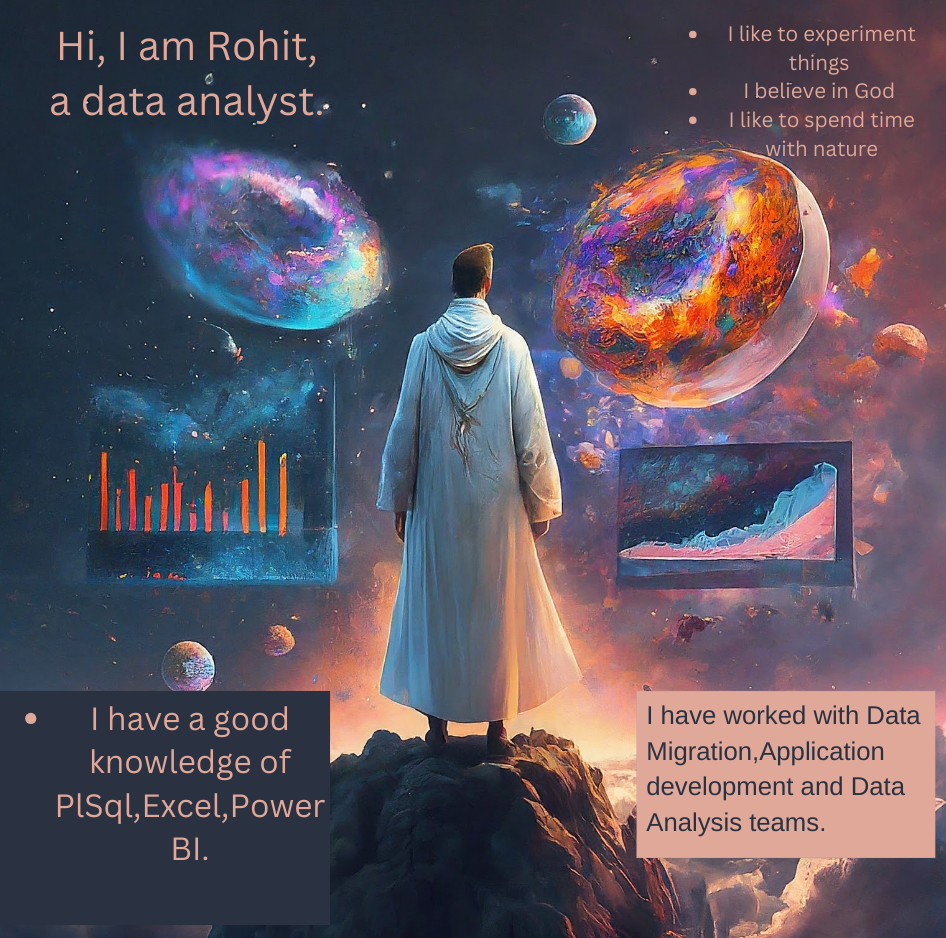 Hi, I am Rohit,
a data analyst.
• I like to experiment
things
• I believe in God
• I like to spend time
with nature
• I have a good
knowledge of
PlSql,Excel,Power
BI.
I have worked with Data
Migration,Application
development and Data
Analysis teams.